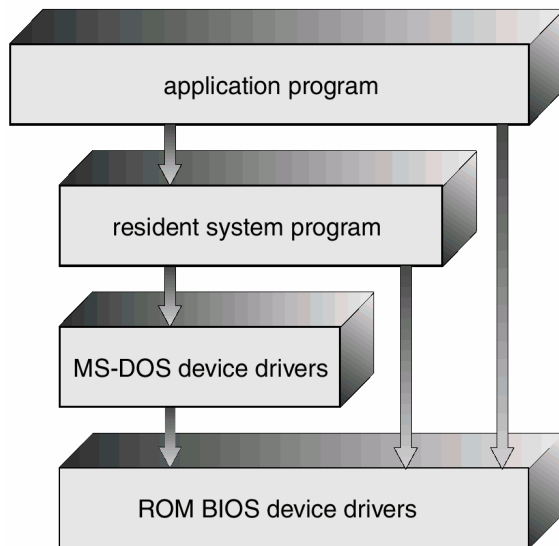 application program
resident system program
MS-DOS device drivers
ROM BIOS device drivers